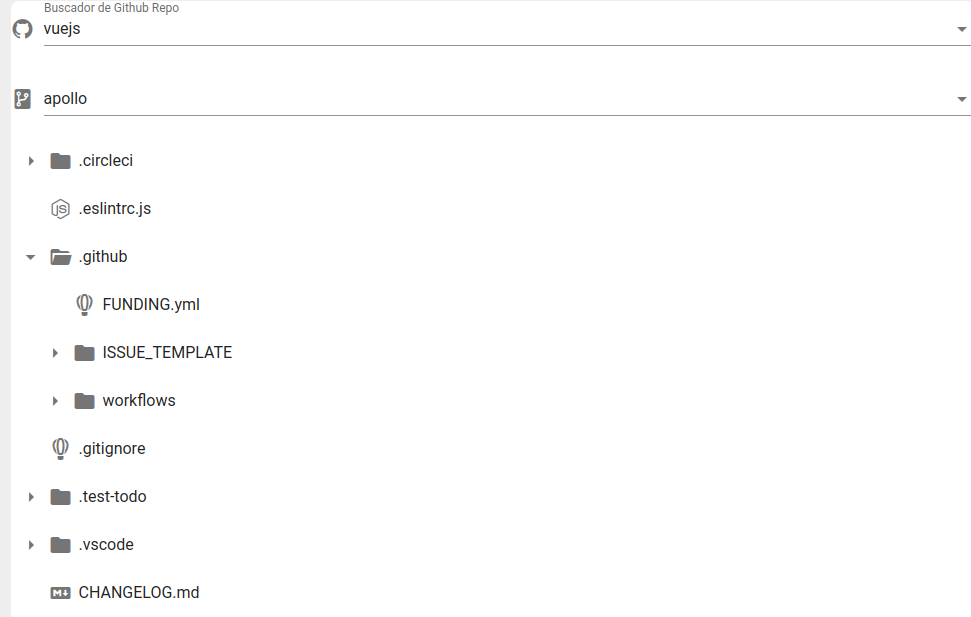 Buscador de Github Repo
vuejs
apollo
.circleci
JS .eslintrc.js
.github
FUNDING.yml
ISSUE_TEMPLATE
workflows
.gitignore
.test-todo
.vscode
M CHANGELOG.md